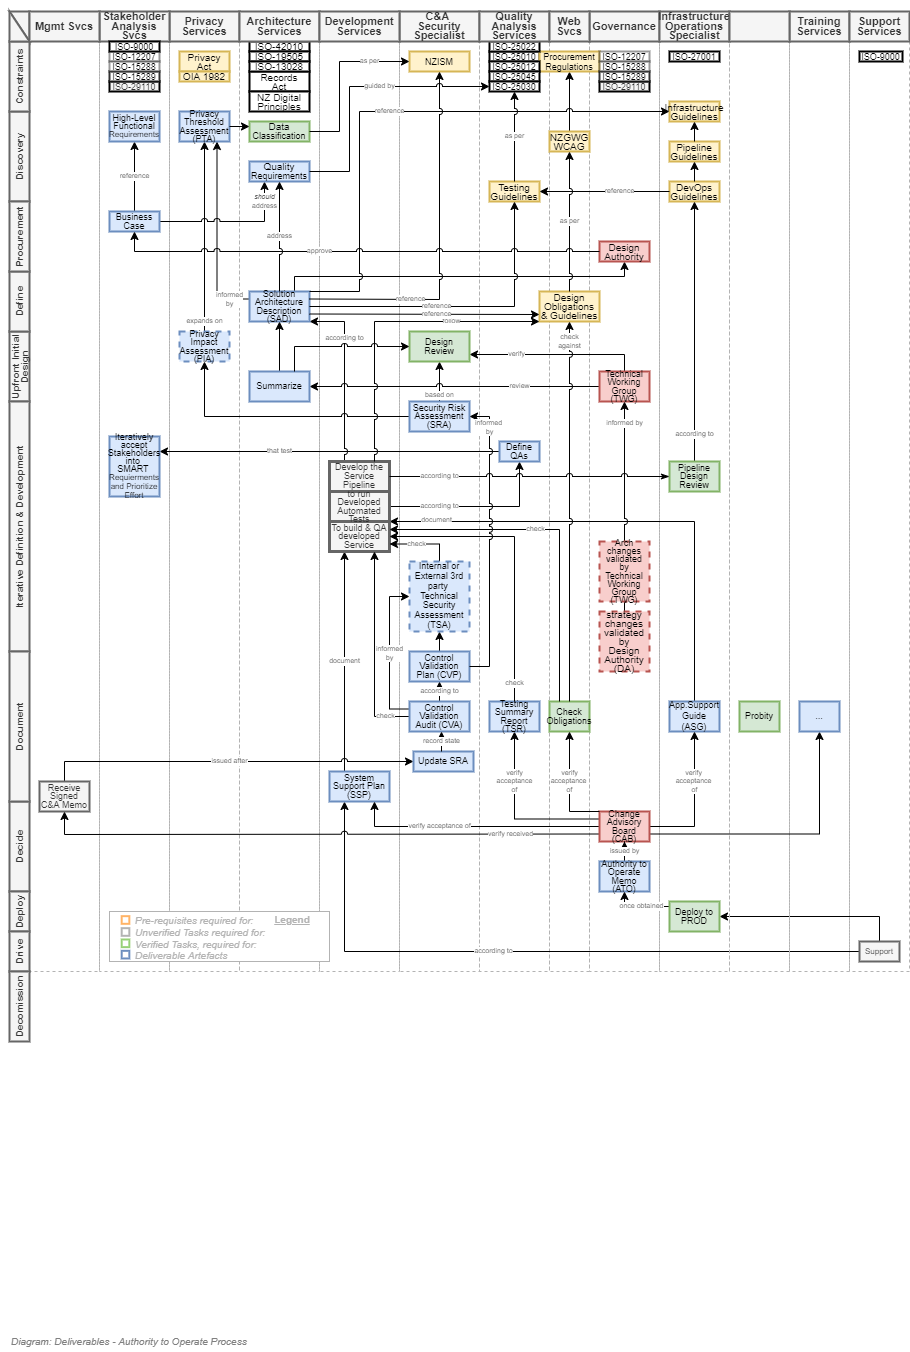 Mgmt Svcs
Stakeholder
Analysis
Svcs
Privacy
Services
Architecture
Services
Development
Services
C&A
Security
Specialist
Quality
Analysis
Services
Web
Svcs
Governance
Infrastructure
Operations
Specialist
Training
Services
Support
Services
Constraints
ISO-9000
ISO-12207
ISO-15288
ISO-15289
ISO-29110
Privacy
Act
OIA 1982
ISO-42010
ISO-19505
ISO-13028
Records
Act
NZ Digital
Principles
as per
NZISM
guided by
ISO-25022
ISO-25010
ISO-25012
ISO-25045
ISO-25030
Procurement
Regulations
ISO-12207
ISO-15288
ISO-15289
ISO-29110
ISO-27001
ISO-9000
Discovery
High-Level
Functional
Requirements
Privacy
Threshold
Assessment
(PTA)
Data
Classification
reference
Infrastructure
Guidelines
as per
NZGWG
WCAG
Pipeline
Guidelines
Quality
Requirements
reference
should
address
Testing
Guidelines
reference
DevOps
Guidelines
Procurement
Business
Case
address
as per
approve
Design
Authority
Define
informed
by
Solution
Architecture
Description
(SAD)
reference
reference
reference
Design
Obligations
& Guidelines
expands on
Upfront Initial
Design
Privacy
Impact
Assessment
(PIA)
according to
Design
Review
check
against
verify
Summarize
review
Technical
Working
Group
(TWG)
based on
Iterative Definition & Development
Security Risk
Assessment
(SRA)
informed
by
informed by
according to
Iteratively
accept
Stakeholders
into
SMART
Requierments
and Prioritize
Effort
that test
Define
QAs
Develop the
Service
Pipeline
according to
Pipeline
Design
Review
to run
Developed
Automated
Tests
according to
To build & QA
developed
Service
document
check
check
Internal or
External 3rd
party
Technical
Security
Assessment
(TSA)
Arch
changes
validated
by
Technical
Working
Group
(TWG)
strategy
changes
validated
by
Design
Authority
(DA)
informed
by
Document
document
Control
Validation
Plan (CVP)
according to
check
check
Control
Validation
Audit (CVA)
Testing
Summary
Report
(TSR)
Check
Obligations
App.Support
Guide
(ASG)
Probity
...
record state
issued after
Update SRA
verify
acceptance
of
verify
acceptance
of
verify
acceptance
of
Receive
Signed
C&A Memo
System
Support Plan
(SSP)
Decide
verify acceptance of
verify received
Change
Advisory
Board
(CAB)
issued by
Authority to
Operate
Memo
(ATO)
Deploy
once obtained
Deploy to
PROD
Pre-requisites required for:
Legend
Unverified Tasks required for:
Verified Tasks, required for:
Deliverable Artefacts
Drive
according to
Support
Decomission
Diagram: Deliverables - Authority to Operate Process